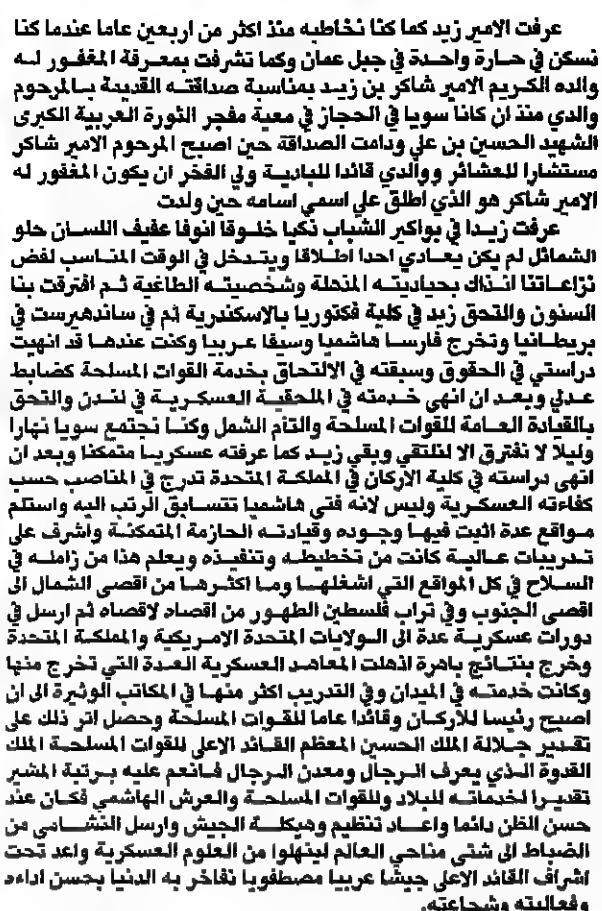 عرفت الامير زيد كما كنا نخاطبه منذ اكثر من اربعين عاما عندما كنا
نسكن في حارة واحدة في جبل عمان وكما تشرفت بمعرفة المغفور له
والده الكريم الامير شاكر بن زيد بمناسبة صداقته القديمة بالمرحوم
والدي منذ ان كانا سويا في الحجاز في معية مفجر الثورة العربية الكبرى
الشهيد الحسين بن علي ودامت الصداقة حين اصبح المرحوم الامير شاكر
مستشارا للعشائر ووالدي قائدا للبادية ولي الفخر ان يكون المغفور له
الامير شاكر هو الذي اطلق علي اسمي اسامه حين ولدت
عرفت زيدا في بواكير الشباب ذكيا خلوقا انوفا عفيف اللسان حلو
الشمائل لم يكن يعادي احدا اطلاقا ويتدخل في الوقت المناسب لفض
نزاعاتنا انذاك بحياديته المذهلة وشخصيته الطاغية ثم افترقت بنا
السنون والتحق زيد في كلية فكتوريا بالاسكندرية ثم في ساندهيرست في
بريطانيا وتخرج فارسا هاشميا وسيفا عربيا وكنت عندها قد انهيت
دراستي في الحقوق وسبقته في الالتحاق بخدمة القوات المسلحة كضابط
عدلي وبعد ان انهى خدمته في الملحقية العسكرية في لندن والتحق
بالقيادة العامة للقوات المسلحة والتأم الشمل وكنا نجتمع سويا نهارا
وليلا لا نفترق الا لنلتقي وبقي زيد كما عرفته عسكريا متمكنا وبعد ان
انهى دراسته في كلية الاركان في المملكة المتحدة تدرج في المناصب حسب
كفاءته العسكرية وليس لانه فتى هاشميا تتسابق الرتب اليه واستلم
مواقع عدة اثبت فيها وجوده وقيادته الحازمة المتمكنة واشرف على
تدريبات عالية كانت من تخطيطه وتنفيذه ويعلم هذا من زامله في
السلاح في كل المواقع التي اشغلها وما اكثرها من اقصى الشمال الى
اقصى الجنوب وفي تراب فلسطين الطهور من اقصاه لاقصاه ثم ارسل في
دورات عسكرية عدة الى الولايات المتحدة الامريكية والمملكة المتحدة
وخرج بنتائج باهرة اذهلت المعاهد العسكرية العدة التي تخرج منها
وكانت خدمته في الميدان وفي التدريب اكثر منها في المكاتب الوثيرة الى ان
اصبح رئيسا للاركان وقائدا عاما للقوات المسلحة وحصل اثر ذلك على
تقدير جلالة الملك الحسين المعظم القائد الاعلى للقوات المسلحة الملك
القدوة الذي يعرف الرجال ومعدن الرجال فانعم عليه برتبة المشير
تقديرا لخدماته للبلاد وللقوات المسلحة والعرش الهاشمي فكان عند
حسن الظن دائما واعاد تنظيم وهيكلة الجيش وارسل النشامى من
الضباط الى شتى مناحي العالم لينهلوا من العلوم العسكرية واعد تحت
اشراف القائد الاعلى جيشا عربيا مصطفويا نفاخر به الدنيا بحسن اداءه
وفعاليته وشجاعته.